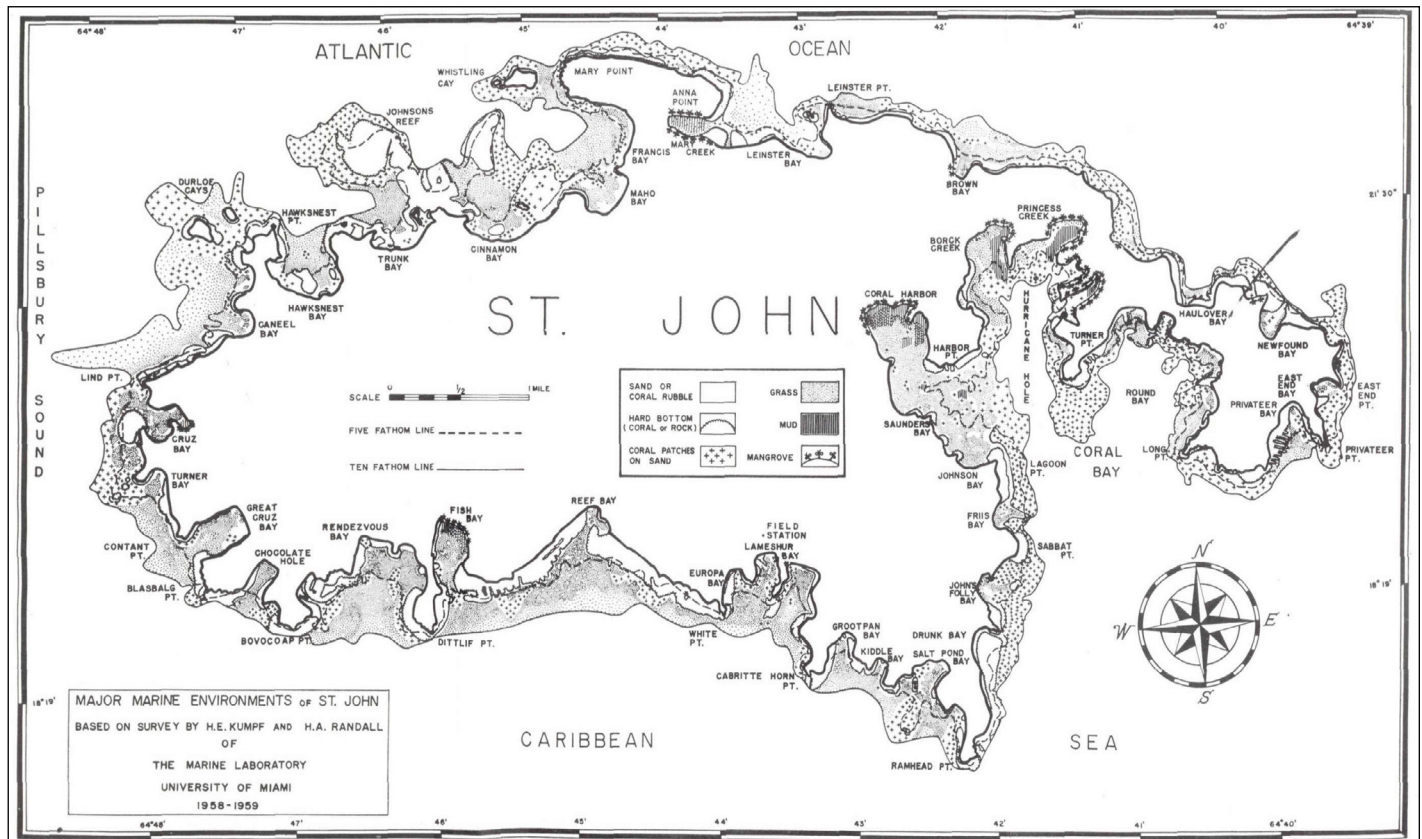 64°48'
47'
46'
45'
44'
43'
42'
41'
40'
64°39'
ATLANTIC
OCEAN
WHISTLING
CAY
MARY POINT
ANNA
POINT
LEINSTER PT.
JOHNSONS
REEF
MARY
CREEK
LEINSTER
BAY
FRANCIS
BAY
MAHO
BAY
BROWN
BAY
PILLSBURY
SOUND
DURLOE
CAYS
HAWKSNEST
PT.
TRUNK
BAY
CINNAMON
BAY
HAWKSNEST
BAY
CANEEL
BAY
21° 30'
PRINCESS
CREEK
BORCK
CREEK
CORAL HARBOR
HURRICANE HOLE
HARBOR
PT.
TURNER
PT.
HAULOVER
BAY
NEWFOUND
BAY
ST. JOHN
LIND PT.
CRUZ
BAY
SCALE
0
1/2
1 MILE
FIVE FATHOM LINE
TEN FATHOM LINE
SAND OR
CORAL RUBBLE
GRASS
HARD BOTTOM
(CORAL or ROCK)
MUD
CORAL PATCHES
ON SAND
MANGROVE
SAUNDERS
BAY
ROUND
BAY
EAST
END
BAY
PRIVATEER
BAY
EAST
END PT.
CORAL
BAY
LONG
PT.
PRIVATEER
PT.
JOHNSON
BAY
LAGOON
PT.
FRIIS
BAY
SABBAT
PT.
TURNER
BAY
GREAT
CRUZ
BAY
CONTANT
PT.
CHOCOLATE
HOLE
RENDEZVOUS
BAY
FISH
BAY
REEF BAY
FIELD
STATION
LAMESHUR
BAY
EUROPA
BAY
BLASBALG
PT.
BOVOCOAP PT.
DITTLIF PT.
WHITE
PT.
CABRITTE HORN
PT.
GROOTPAN
BAY
KIDDLE
BAY
DRUNK BAY
SALT POND
BAY
JOHN'S
FOLLY
BAY
RAMHEAD PT.
18°19'
N
W
E
S
18°19'
MAJOR MARINE ENVIRONMENTS OF ST. JOHN
BASED ON SURVEY BY H.E. KUMPF AND H.A. RANDALL
OF
THE MARINE LABORATORY
UNIVERSITY OF MIAMI
1958-1959
CARIBBEAN
SEA
64°48'
47'
46'
45'
44'
43'
42'
41'
64°40'